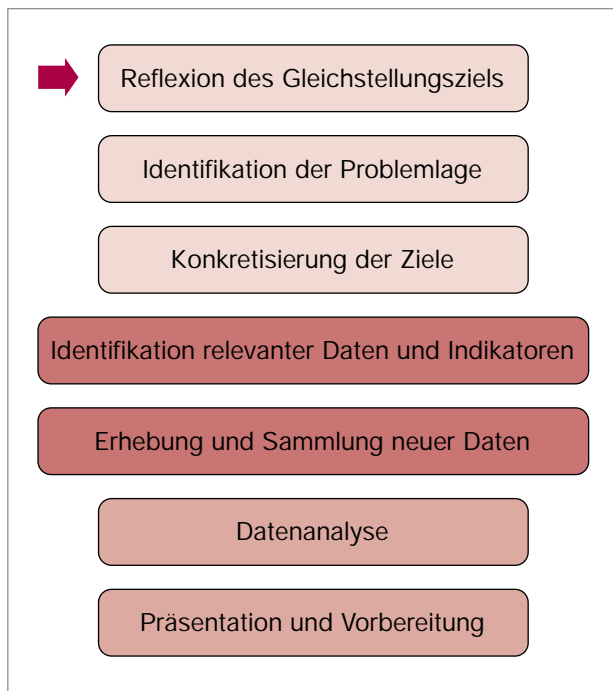 Reflexion des Gleichstellungsziels
Identifikation der Problemlage
Konkretisierung der Ziele
Identifikation relevanter Daten und Indikatoren
Erhebung und Sammlung neuer Daten
Datenanalyse
Präsentation und Vorbereitung